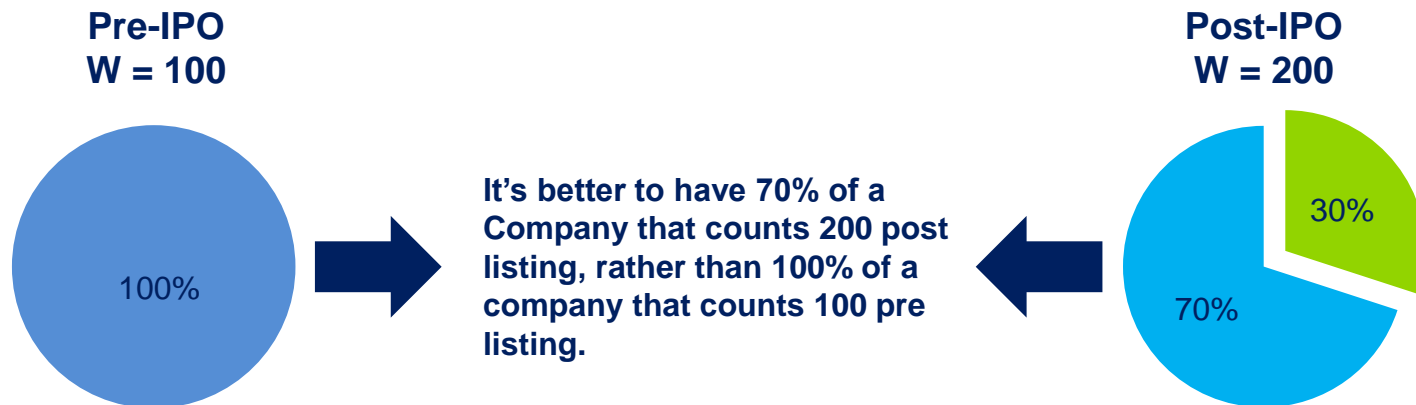 Pre-IPO
W = 100
100%
It’s better to have 70% of a
Company that counts 200 post
listing, rather than 100% of a
company that counts 100 pre
listing.
Post-IPO
W = 200
30%
70%